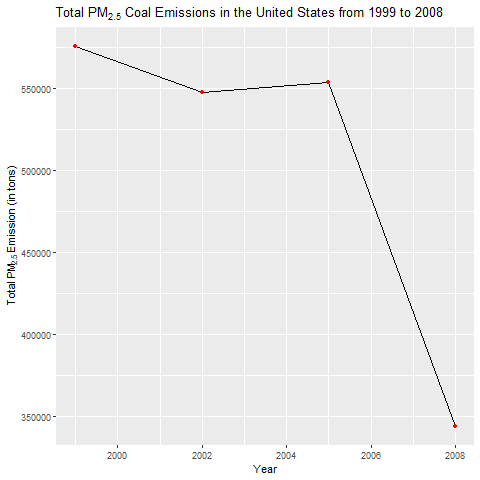 Total PM2.5 Coal Emissions in the United States from 1999 to 2008
Total PM2.5 Emission (in tons)
550000
500000
450000
400000
350000
2000 2002 2004 2006 2008
Year